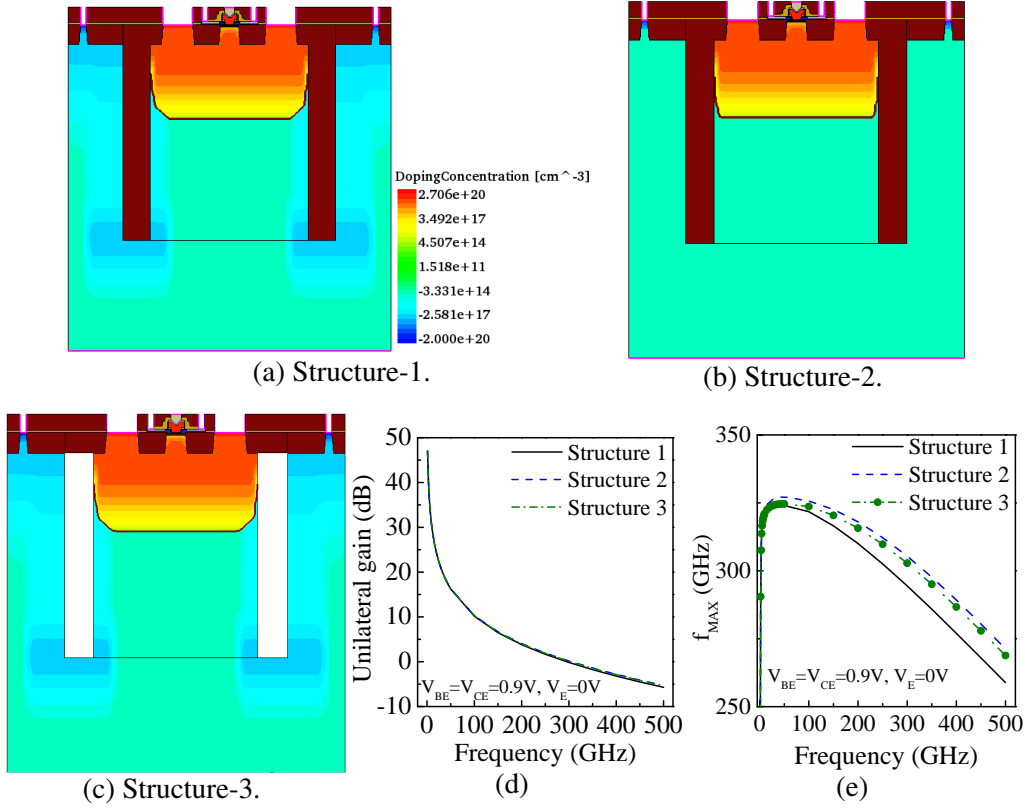 DopingConcentration [cm^-3]
2.706e+20
3.492e+17
4.507e+14
1.518e+11
-3.331e+14
-2.581e+17
-2.000e+20
(a) Structure-1.
(b) Structure-2.
(c) Structure-3.
50
40
30
20
10
0
-10
Unilateral gain (dB)
Structure 1
Structure 2
Structure 3
V_BE=V_CE=0.9V, V_E=0V
0 100 200 300 400 500
Frequency (GHz)
(d)
350
300
250
f_MAX (GHz)
Structure 1
Structure 2
Structure 3
V_BE=V_CE=0.9V, V_E=0V
0 100 200 300 400 500
Frequency (GHz)
(e)